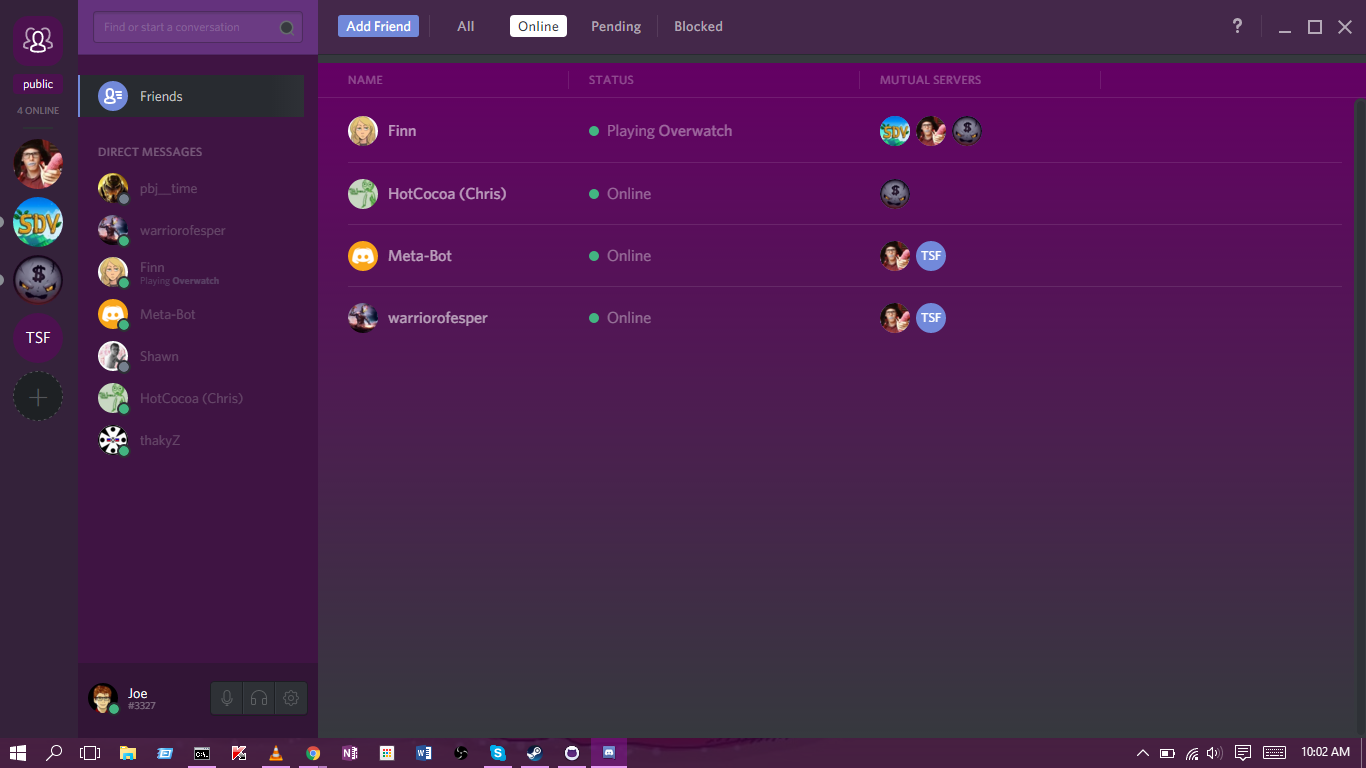 public
4 ONLINE
SDV
$
TSF
Find or start a conversation
Friends
DIRECT MESSAGES
pbj__time
warriorofesper
Finn
Playing Overwatch
Meta-Bot
Shawn
HotCocoa (Chris)
thakyZ
Joe
#3327
Add Friend All Online Pending Blocked ?
NAME STATUS MUTUAL SERVERS
Finn Playing Overwatch SDV $
HotCocoa (Chris) Online $
Meta-Bot Online TSF
warriorofesper Online TSF
10:02 AM